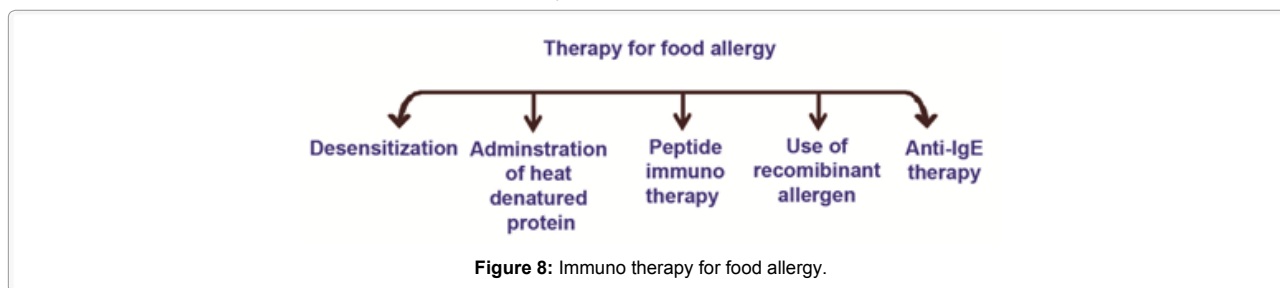 Therapy for food allergy
Desensitization
Adminstration
of heat
denatured
protein
Peptide
immuno
therapy
Use of
recombinant
allergen
Anti-IgE
therapy
Figure 8: Immuno therapy for food allergy.